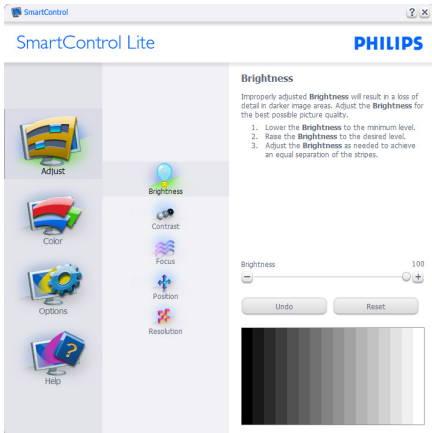 SmartControl
SmartControl Lite
PHILIPS
Adjust
Color
Options
Help
Brightness
Contrast
Focus
Position
Resolution
Brightness
Improperly adjusted Brightness will result in a loss of
detail in darker image areas. Adjust the Brightness for
the best possible picture quality.
1. Lower the Brightness to the minimum level.
2. Raise the Brightness to the desired level.
3. Adjust the Brightness as needed to achieve
an equal separation of the stripes.
Brightness 100
Undo Reset